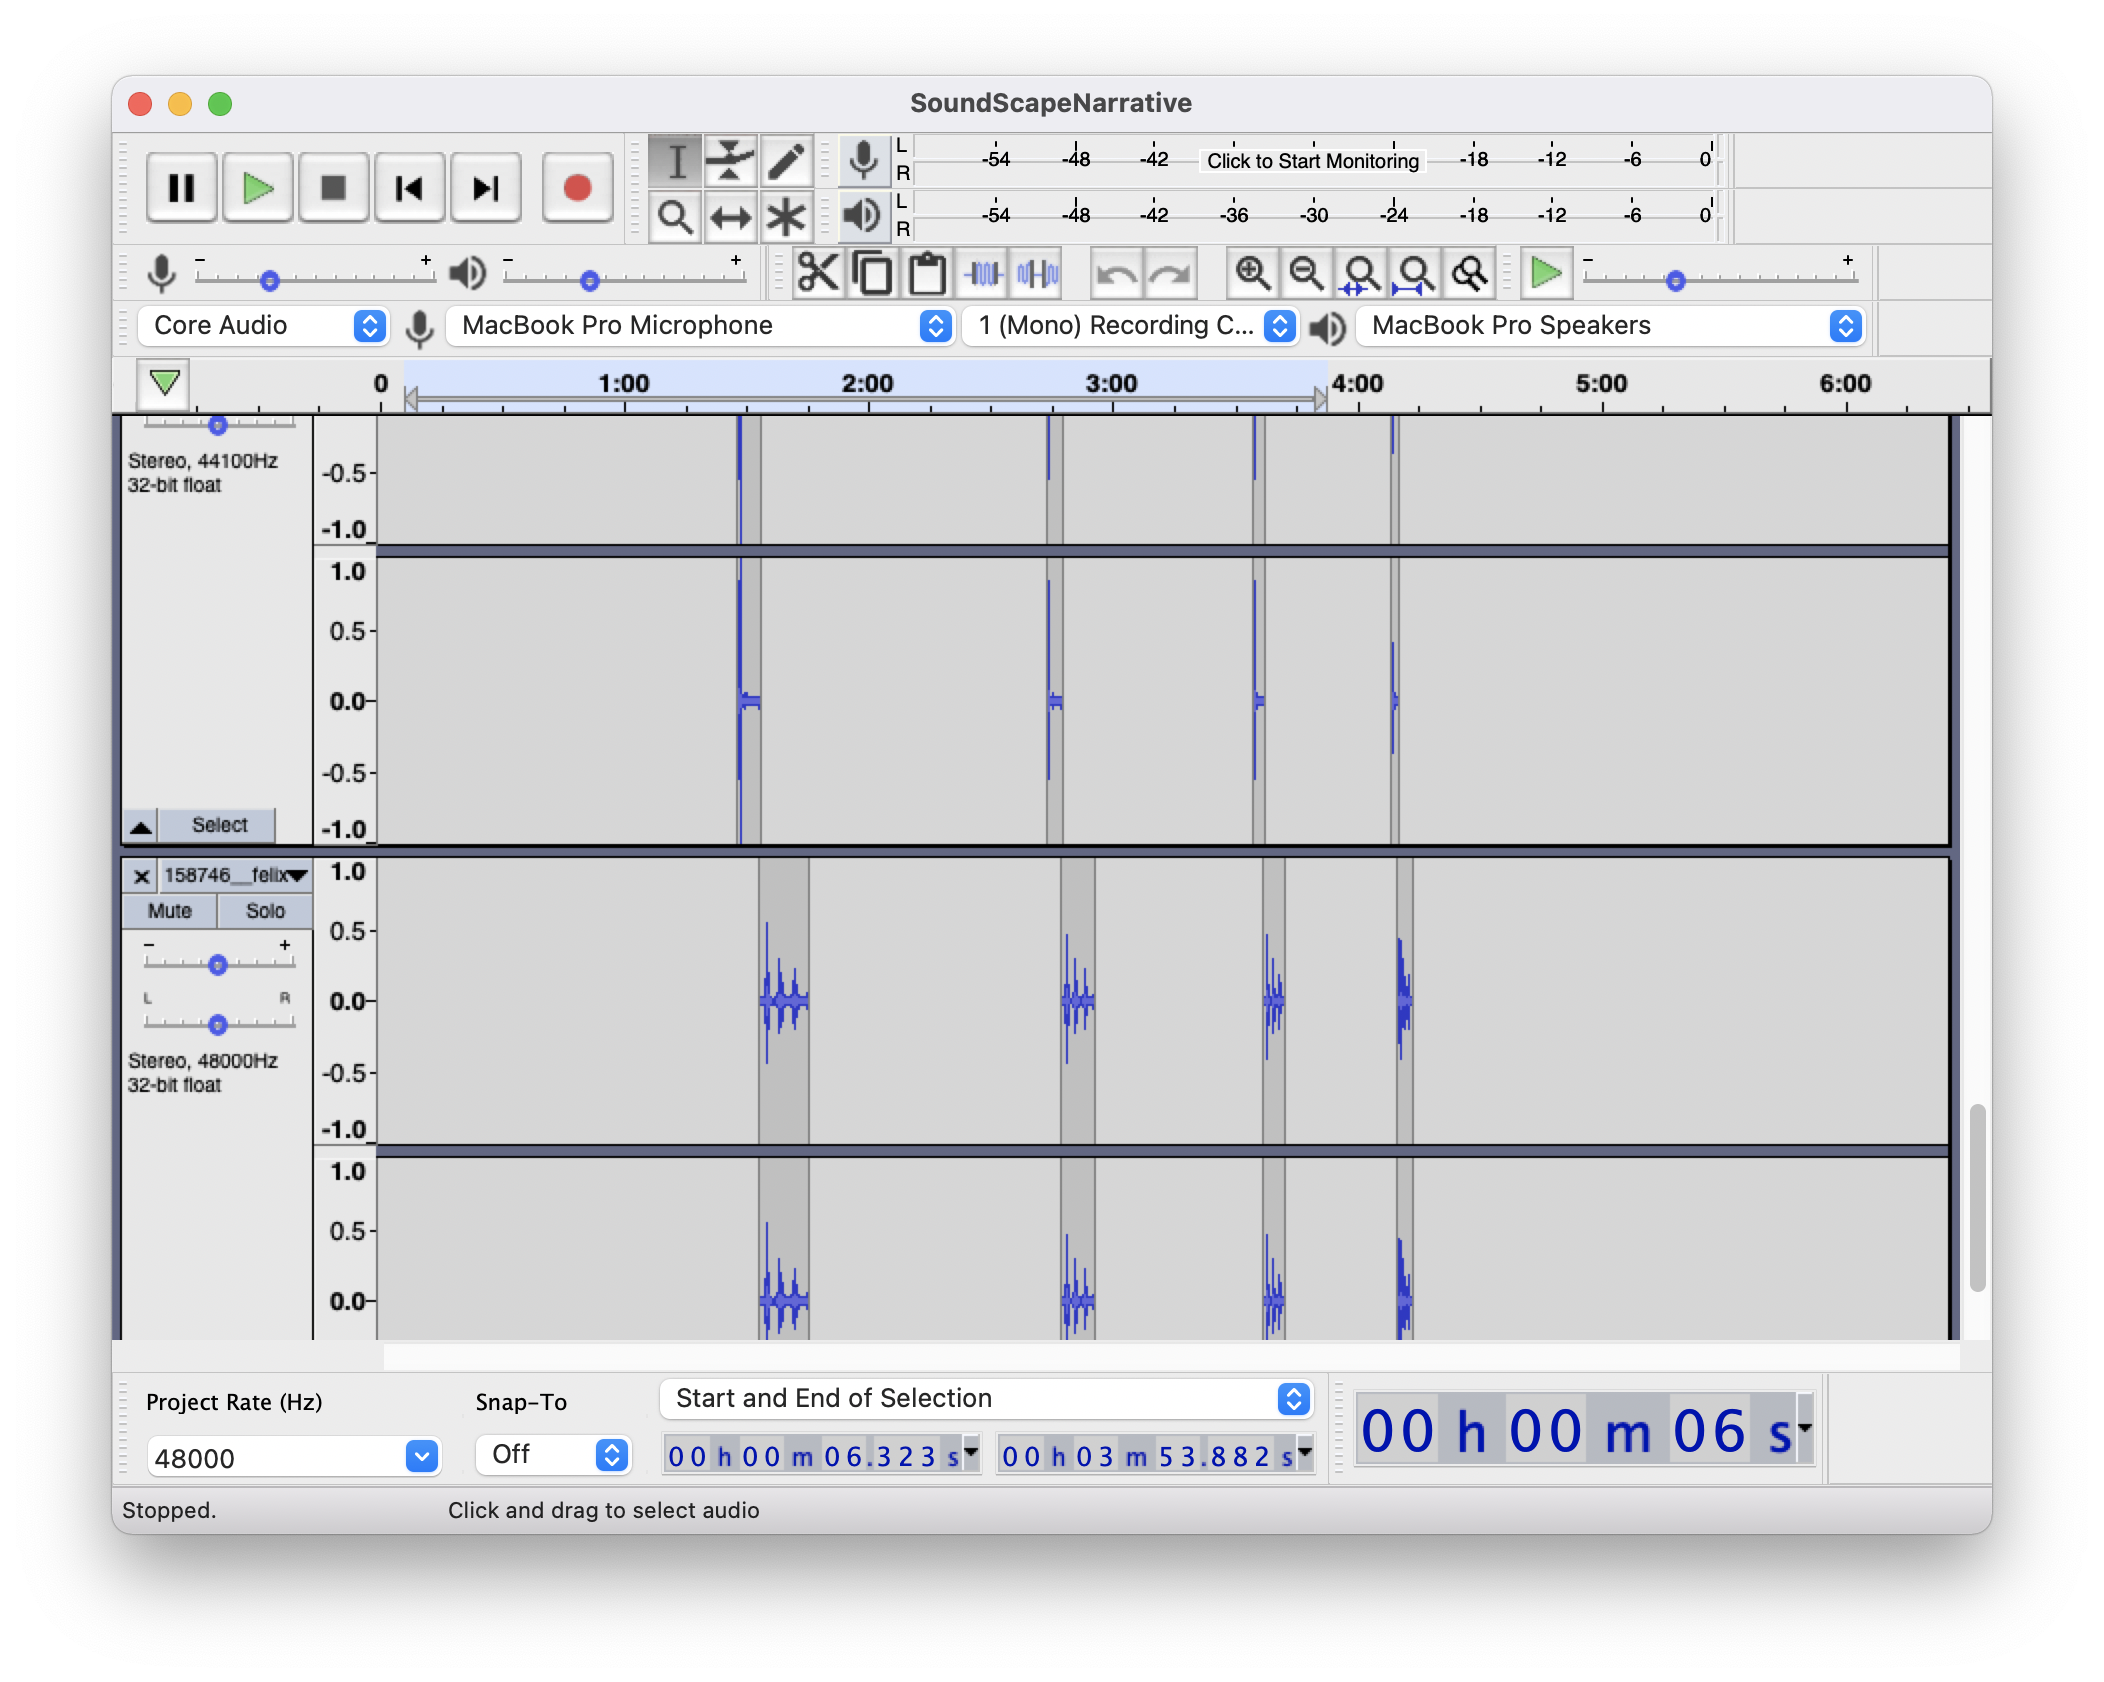 SoundScapeNarrative
L
R
-54 -48 -42 Click to Start Monitoring -18 -12 -6 0
L
R
-54 -48 -42 -36 -30 -24 -18 -12 -6 0
- + - + - +
Core Audio MacBook Pro Microphone 1 (Mono) Recording C... MacBook Pro Speakers
0 1:00 2:00 3:00 4:00 5:00 6:00
Stereo, 44100Hz
32-bit float
-0.5
-1.0
1.0
0.5
0.0
-0.5
-1.0
Select
158746__felix
Mute Solo
- +
L R
Stereo, 48000Hz
32-bit float
1.0
0.5
0.0
-0.5
-1.0
1.0
0.5
0.0
Project Rate (Hz) Snap-To Start and End of Selection
48000 Off 00 h 00 m 06.323 s 00 h 03 m 53.882 s 00 h 00 m 06 s
Stopped. Click and drag to select audio